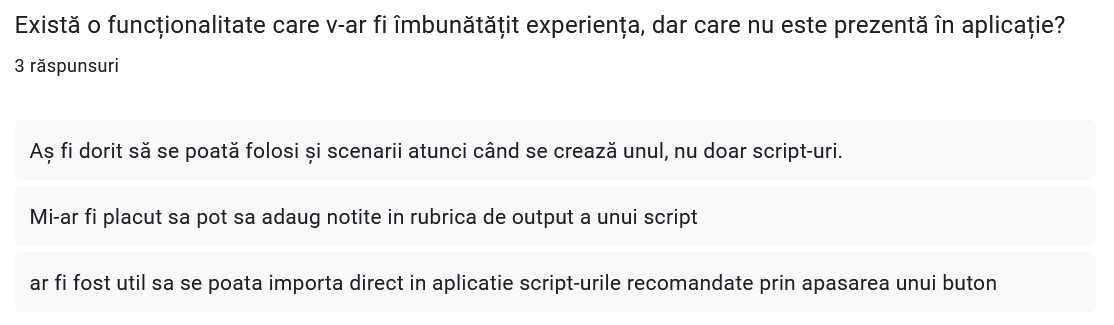 Există o funcționalitate care v-ar fi îmbunătățit experiența, dar care nu este prezentă în aplicație?
3 răspunsuri
Aș fi dorit să se poată folosi și scenarii atunci când se crează unul, nu doar script-uri.
Mi-ar fi placut sa pot sa adaug notite in rubrica de output a unui script
ar fi fost util sa se poata importa direct in aplicatie script-urile recomandate prin apasarea unui buton